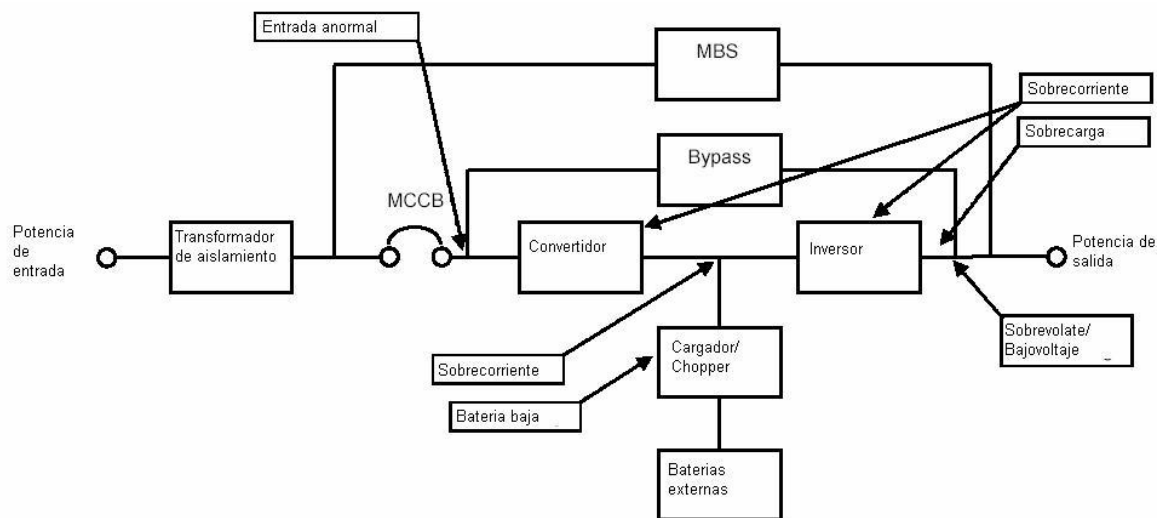 Entrada anormal
MBS
Sobrecorriente
Sobrecarga
Bypass
MCCB
Potencia
de
entrada
Transformador
de aislamiento
Convertidor
Inversor
Potencia de
salida
Sobrevolate/
Bajovoltaje
Cargador/
Chopper
Sobrecorriente
Bateria baja
Baterias
externas